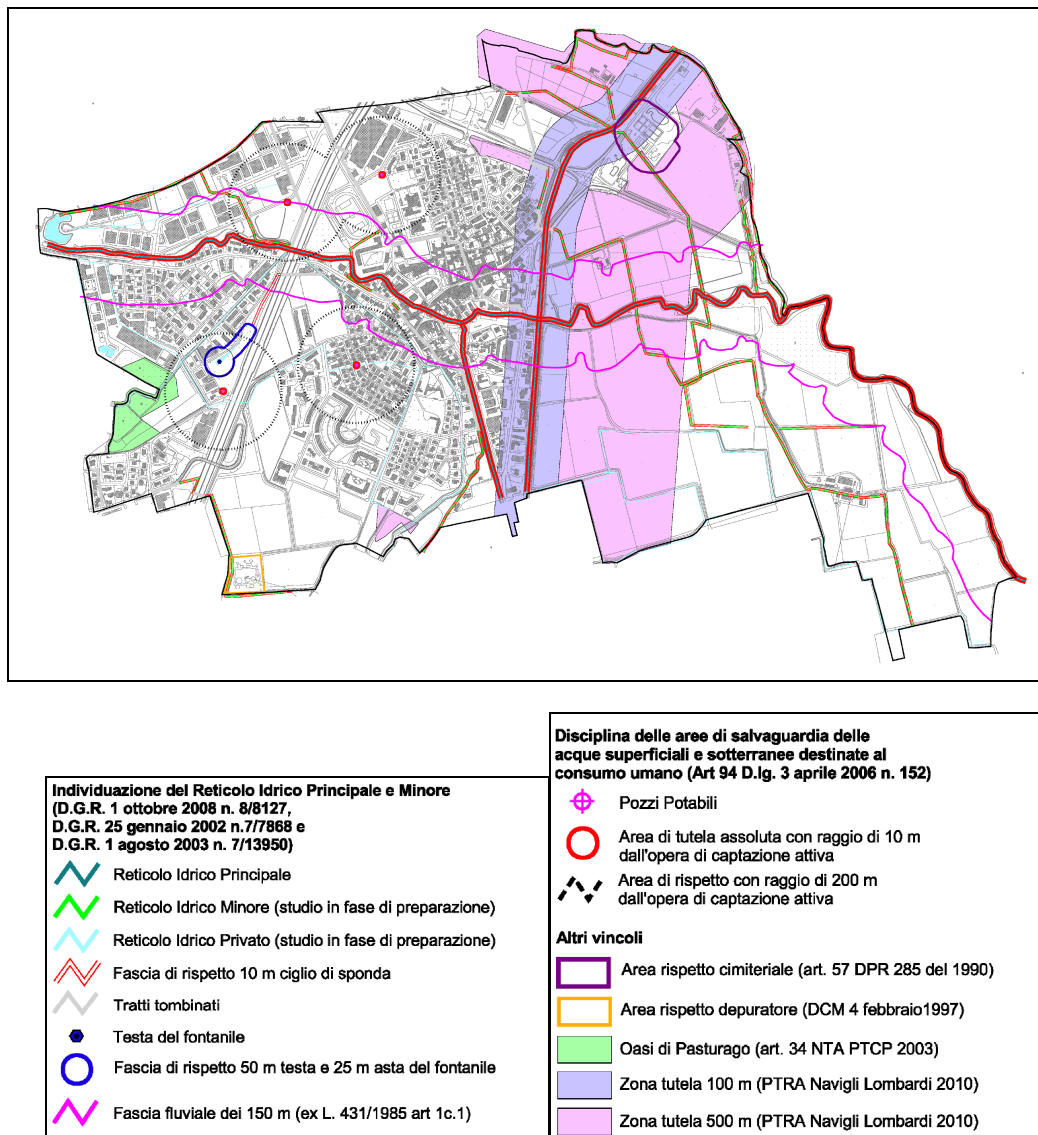 Individuazione del Reticolo Idrico Principale e Minore
(D.G.R. 1 ottobre 2008 n. 8/8127,
D.G.R. 25 gennaio 2002 n.7/7868 e
D.G.R. 1 agosto 2003 n. 7/13950)
Reticolo Idrico Principale
Reticolo Idrico Minore (studio in fase di preparazione)
Reticolo Idrico Privato (studio in fase di preparazione)
Fascia di rispetto 10 m ciglio di sponda
Tratti tombinati
Testa del fontanile
Fascia di rispetto 50 m testa e 25 m asta del fontanile
Fascia fluviale dei 150 m (ex L. 431/1985 art 1c.1)
Disciplina delle aree di salvaguardia delle
acque superficiali e sotterranee destinate al
consumo umano (Art 94 D.lg. 3 aprile 2006 n. 152)
Pozzi Potabili
Area di tutela assoluta con raggio di 10 m
dall'opera di captazione attiva
Area di rispetto con raggio di 200 m
dall'opera di captazione attiva
Altri vincoli
Area rispetto cimiteriale (art. 57 DPR 285 del 1990)
Area rispetto depuratore (DCM 4 febbraio1997)
Oasi di Pasturago (art. 34 NTA PTCP 2003)
Zona tutela 100 m (PTRA Navigli Lombardi 2010)
Zona tutela 500 m (PTRA Navigli Lombardi 2010)